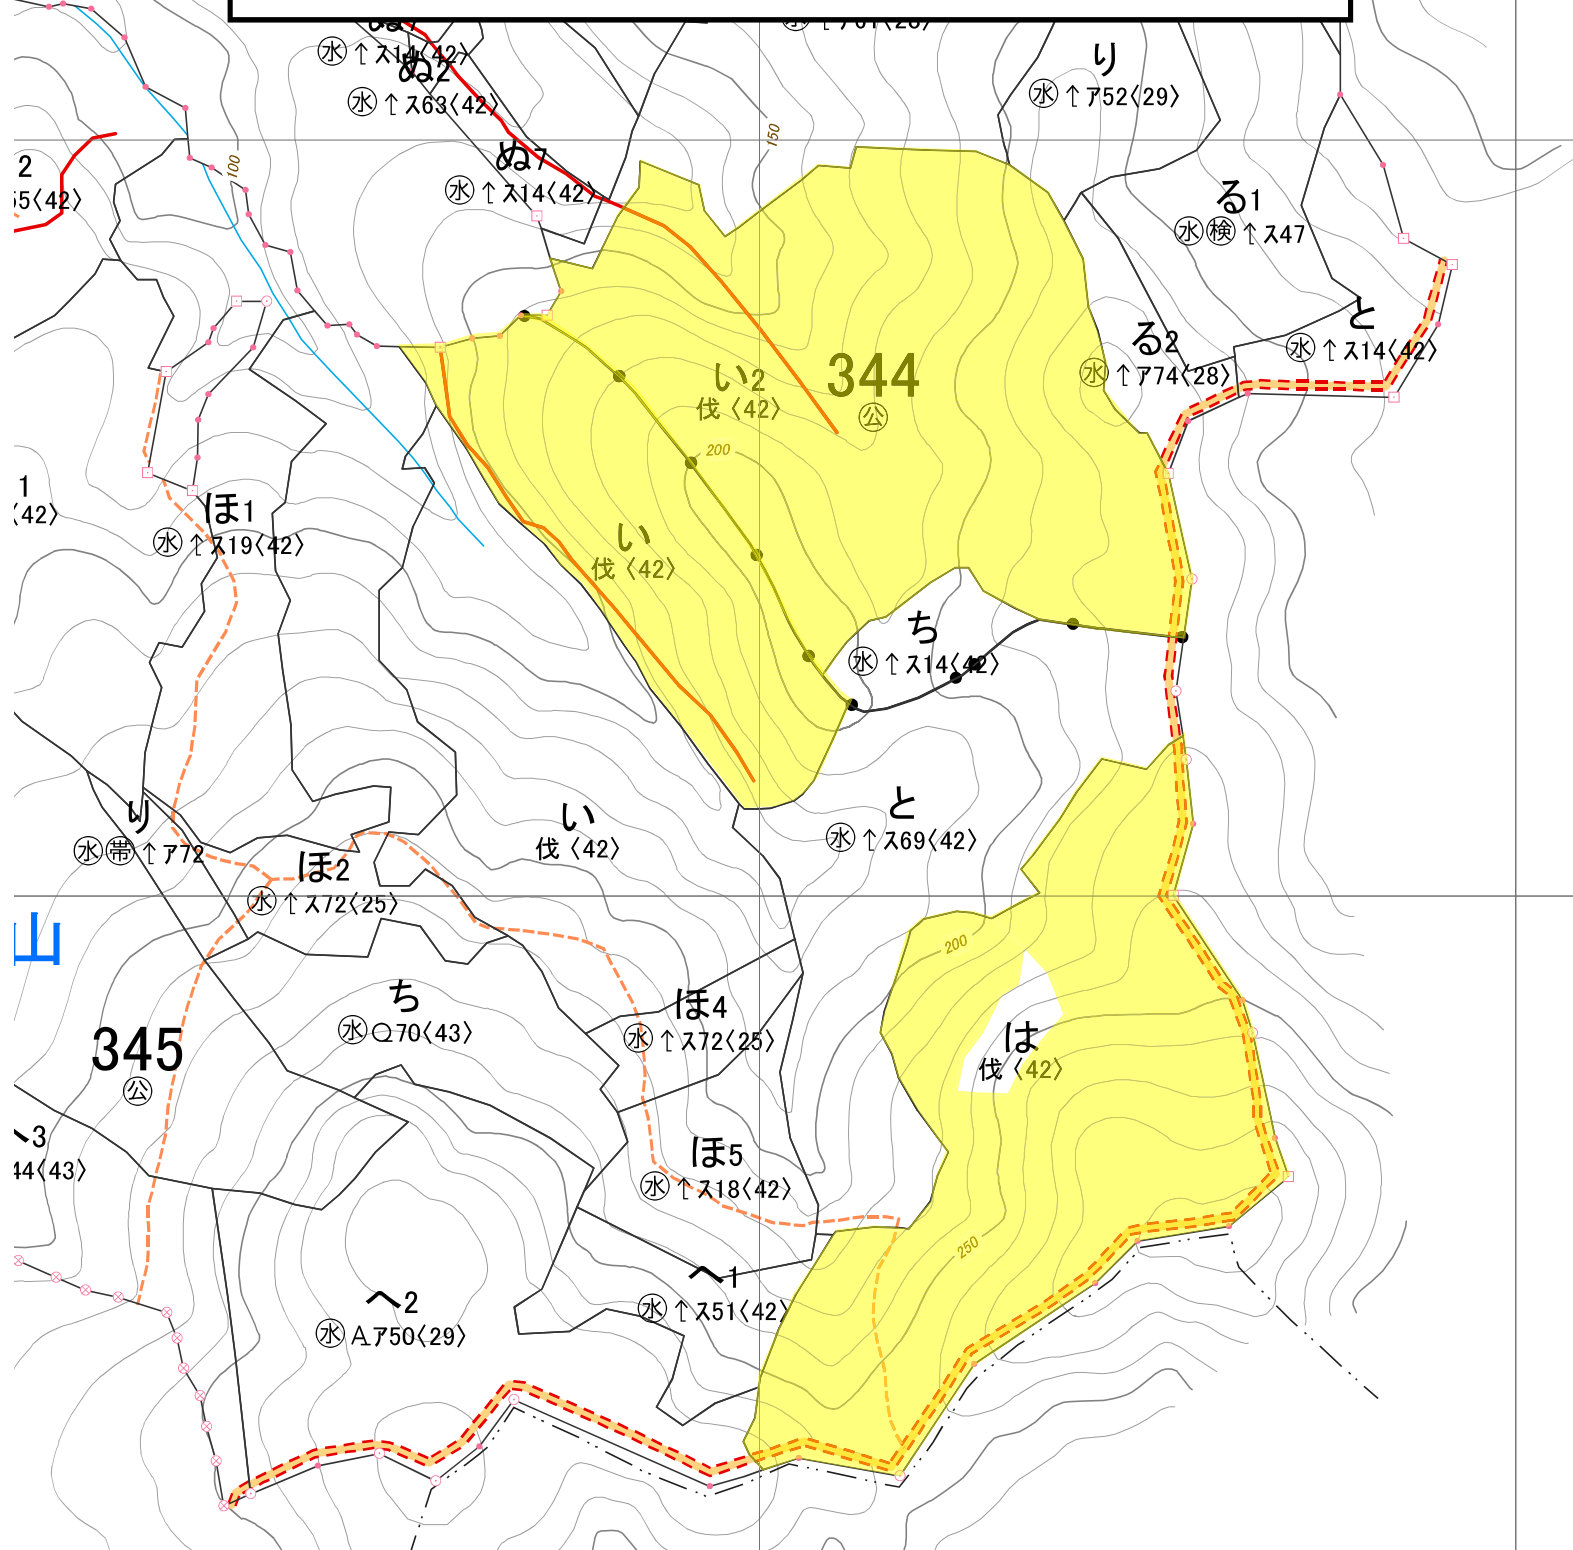 ㊌↑ス14〈42〉
ぬ2
㊌↑ス63〈42〉
り
㊌↑ア52〈29〉
150
100
ぬ7
㊌↑ス14〈42〉
2
55〈42〉
る1
㊌検↑ス47
と
㊌↑ス14〈42〉
る2
㊌↑ア74〈28〉
344
公
い2
伐〈42〉
200
1
〈42〉
ほ1
㊌↑ス19〈42〉
い
伐〈42〉
ち
㊌↑ス14〈42〉
り
㊌帯↑ア72
い
伐〈42〉
と
㊌↑ス69〈42〉
ほ2
㊌↑ス72〈25〉
山
200
ち
㊌○70〈43〉
ほ4
㊌↑ス72〈25〉
は
伐〈42〉
345
公
へ3
44〈43〉
ほ5
㊌↑ス18〈42〉
250
へ1
㊌↑ス51〈42〉
へ2
㊌Aア50〈29〉